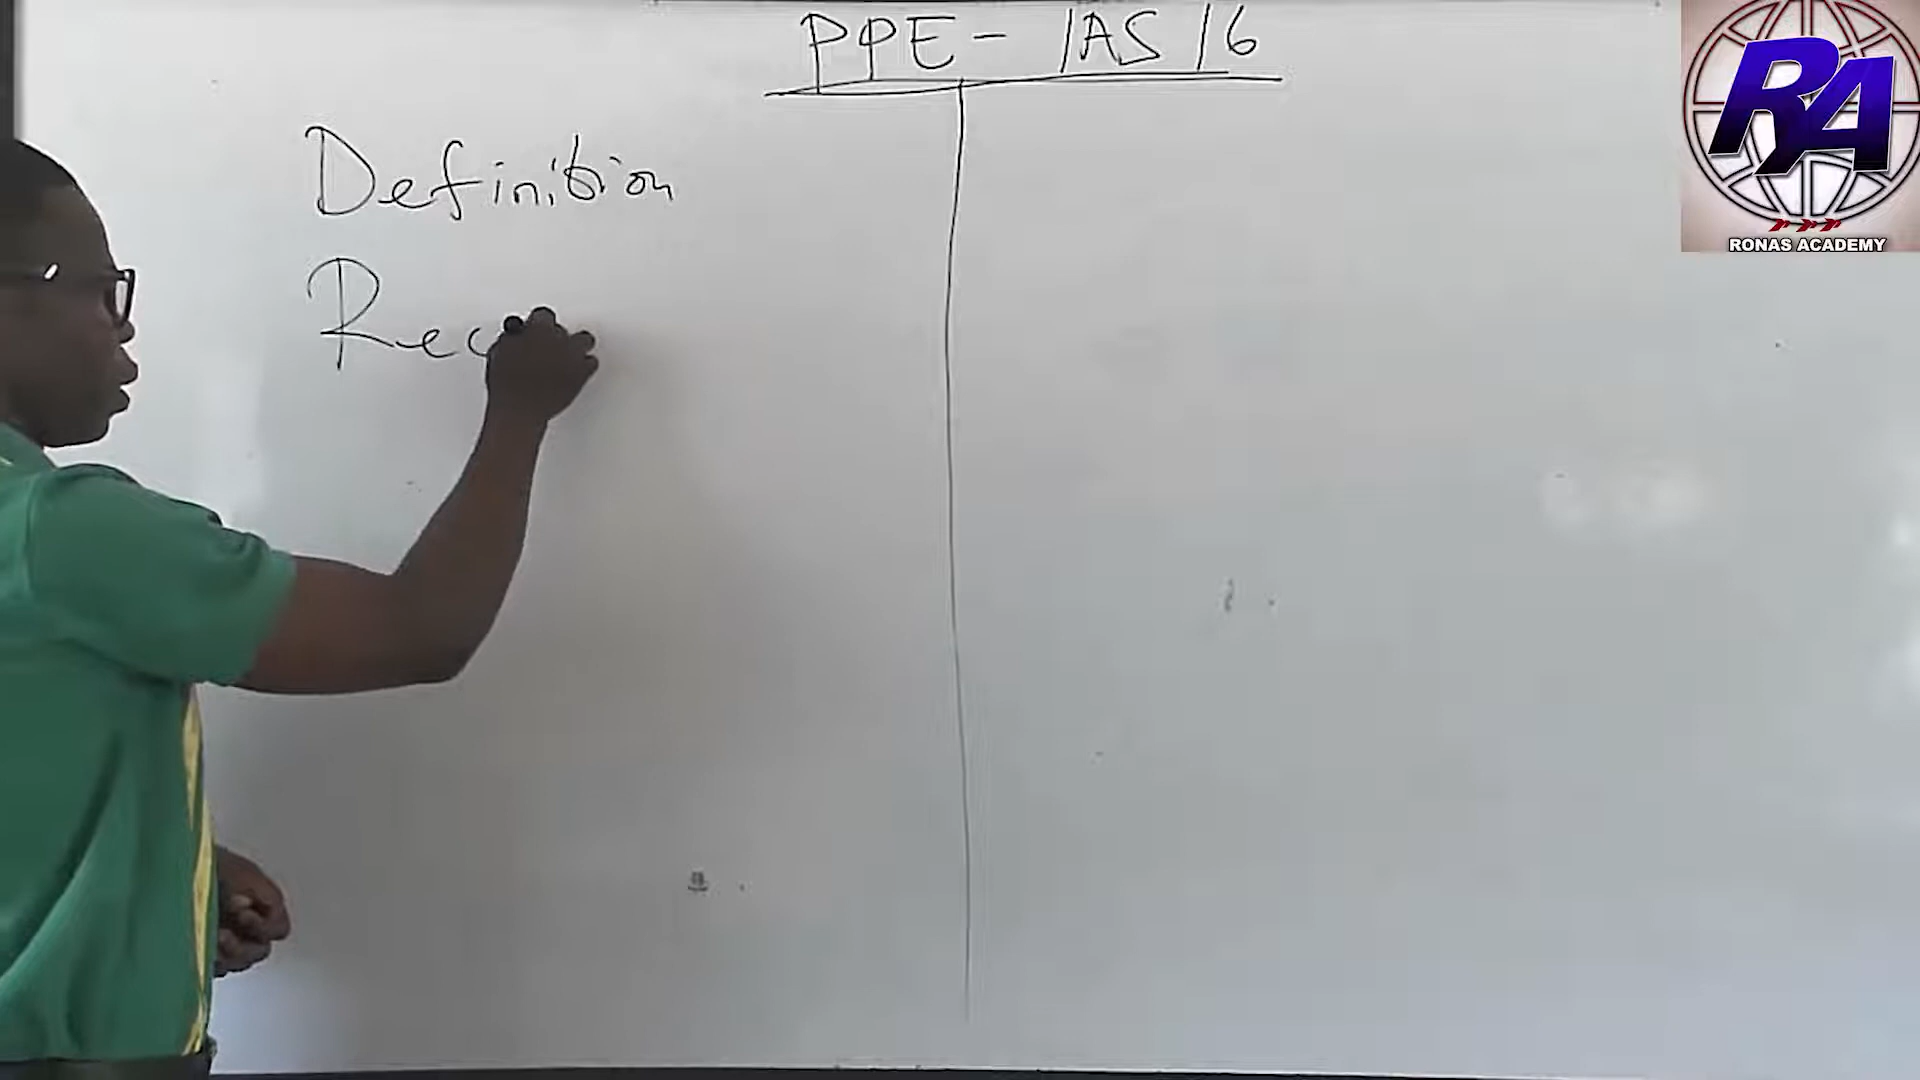 PPE - IAS 16
Definition
Rec
RA
RONAS ACADEMY